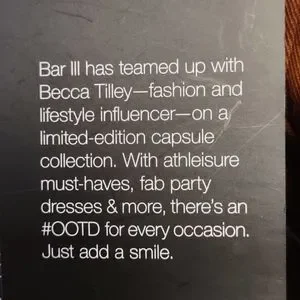 Bar III has teamed up with
Becca Tilley—fashion and
lifestyle influencer—on a
limited-edition capsule
collection. With athleisure
must-haves, fab party
dresses & more, there's an
#OOTD for every occasion.
Just add a smile.